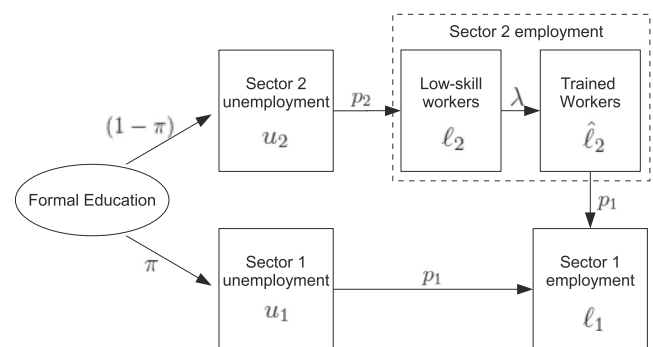 Sector 2 employment
Sector 2
unemployment
u₂
p₂
Low-skill
workers
ℓ₂
λ
Trained
Workers
ℓ̂₂
(1 − π)
Formal Education
p₁
π
Sector 1
unemployment
u₁
p₁
Sector 1
employment
ℓ₁